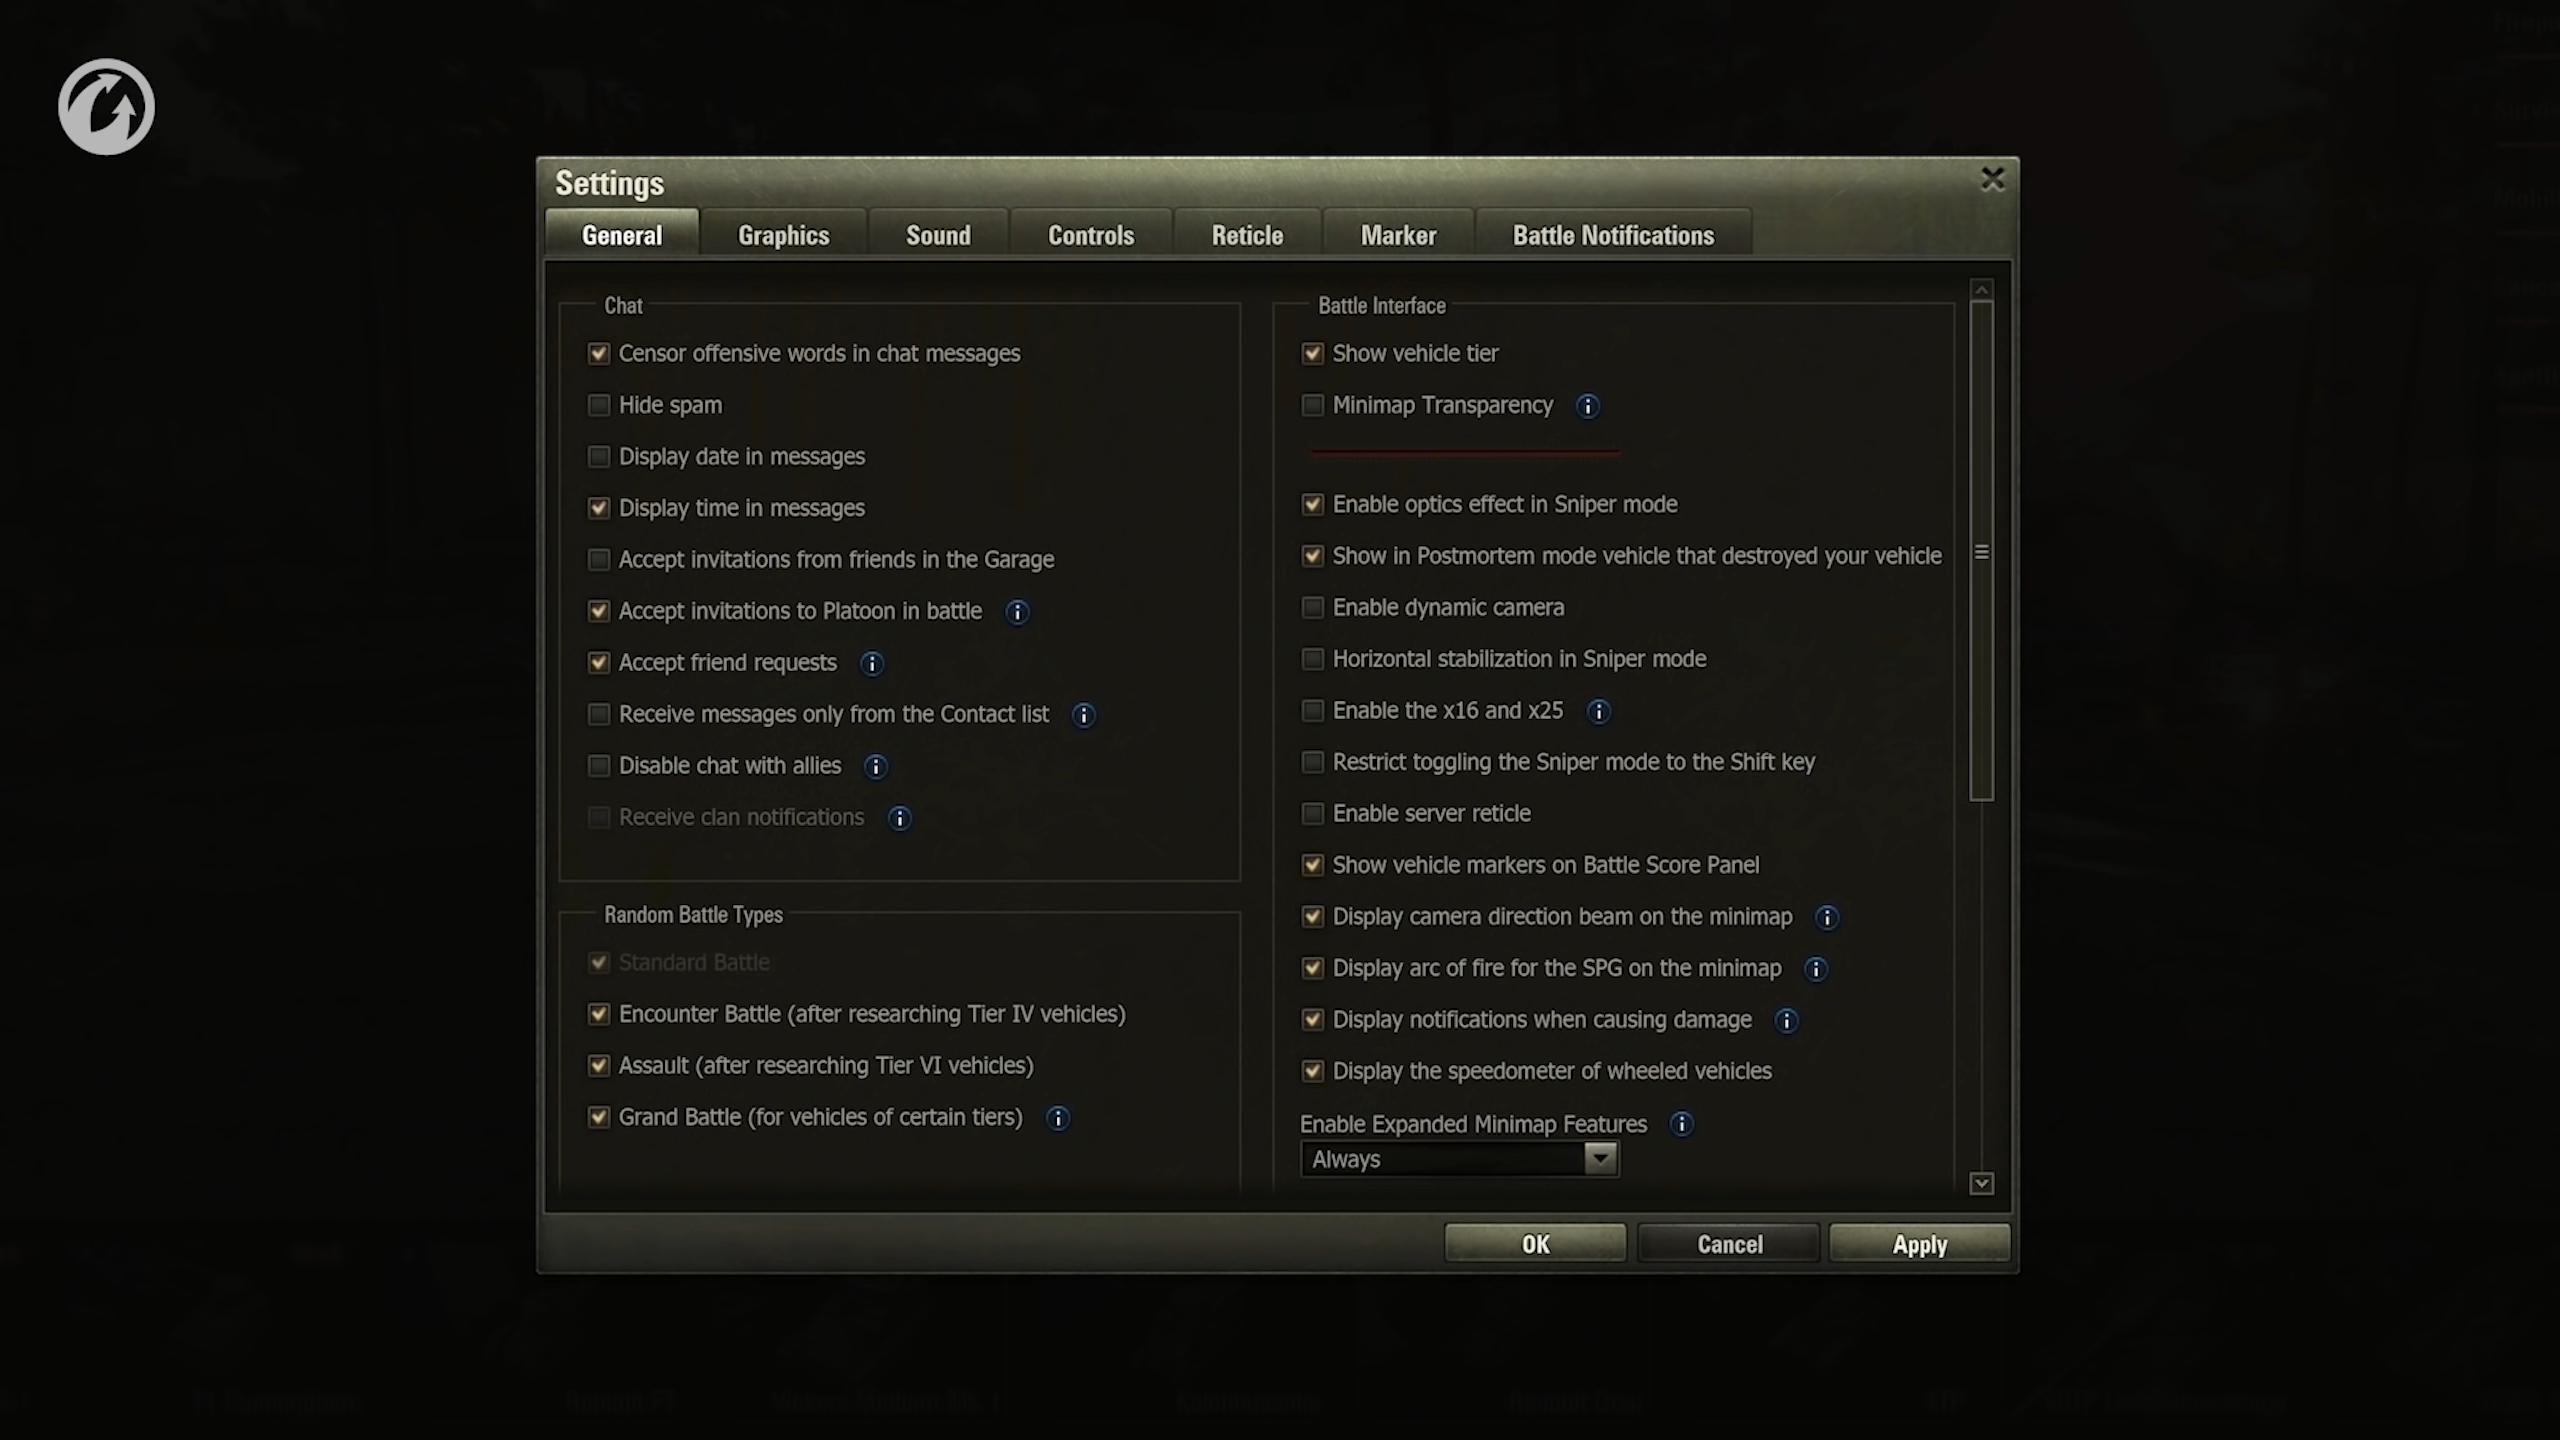 Settings
General
Graphics
Sound
Controls
Reticle
Marker
Battle Notifications
Chat
Censor offensive words in chat messages
Hide spam
Display date in messages
Display time in messages
Accept invitations from friends in the Garage
Accept invitations to Platoon in battle
Accept friend requests
Receive messages only from the Contact list
Disable chat with allies
Receive clan notifications
Random Battle Types
Standard Battle
Encounter Battle (after researching Tier IV vehicles)
Assault (after researching Tier VI vehicles)
Grand Battle (for vehicles of certain tiers)
Battle Interface
Show vehicle tier
Minimap Transparency
Enable optics effect in Sniper mode
Show in Postmortem mode vehicle that destroyed your vehicle
Enable dynamic camera
Horizontal stabilization in Sniper mode
Enable the x16 and x25
Restrict toggling the Sniper mode to the Shift key
Enable server reticle
Show vehicle markers on Battle Score Panel
Display camera direction beam on the minimap
Display arc of fire for the SPG on the minimap
Display notifications when causing damage
Display the speedometer of wheeled vehicles
Enable Expanded Minimap Features
Always
OK
Cancel
Apply